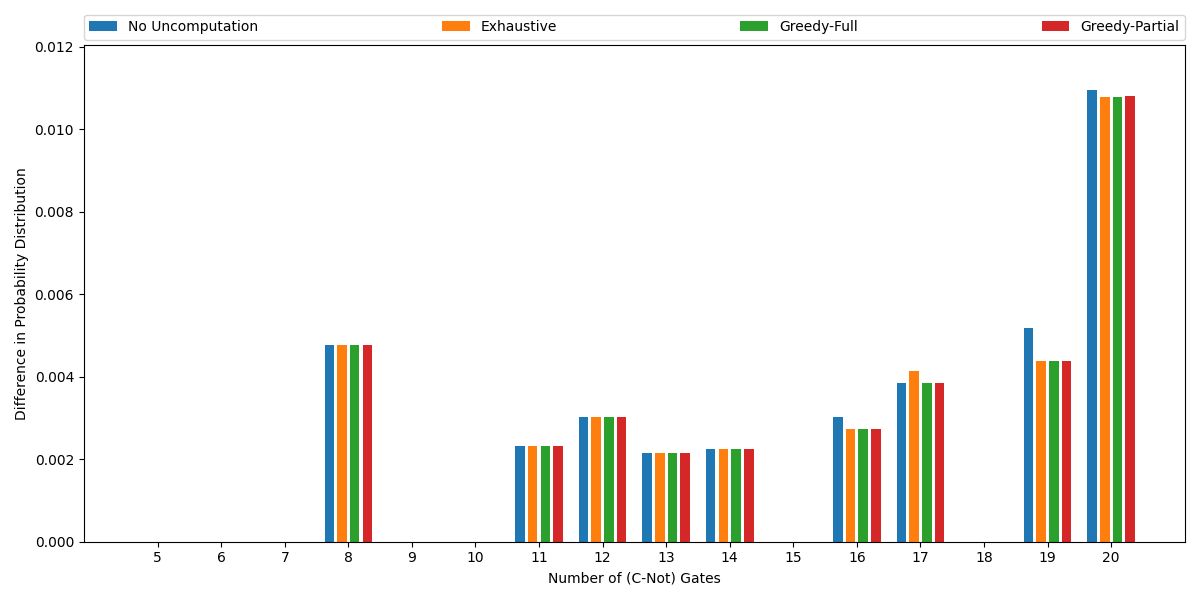 No Uncomputation Exhaustive Greedy-Full Greedy-Partial
0.012
0.010
0.008
0.006
0.004
0.002
0.000
Difference in Probability Distribution
5 6 7 8 9 10 11 12 13 14 15 16 17 18 19 20
Number of (C-Not) Gates